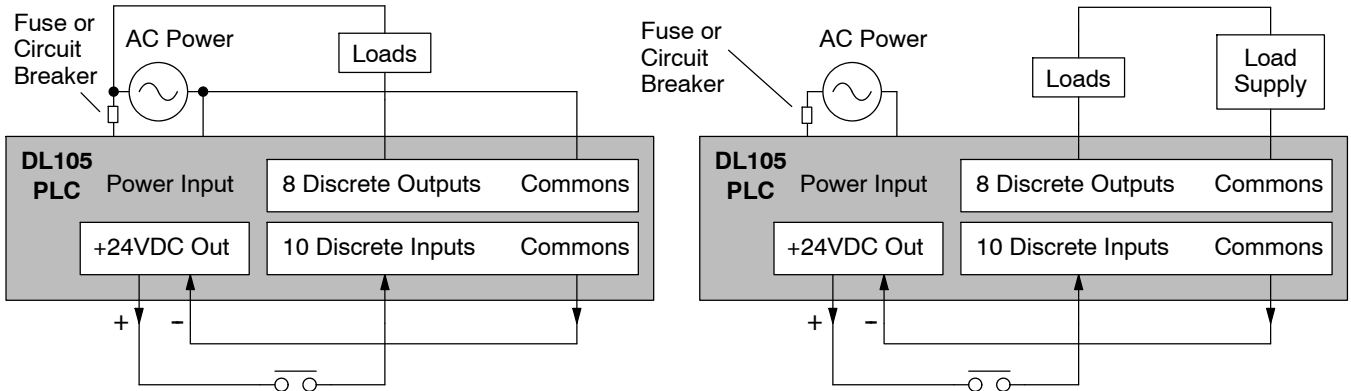 Fuse or
Circuit
Breaker
AC Power
Loads
DL105
PLC
Power Input
8 Discrete Outputs Commons
+24VDC Out
10 Discrete Inputs Commons
+ −
Fuse or
Circuit
Breaker
AC Power
Loads
Load
Supply
DL105
PLC
Power Input
8 Discrete Outputs Commons
+24VDC Out
10 Discrete Inputs Commons
+ −